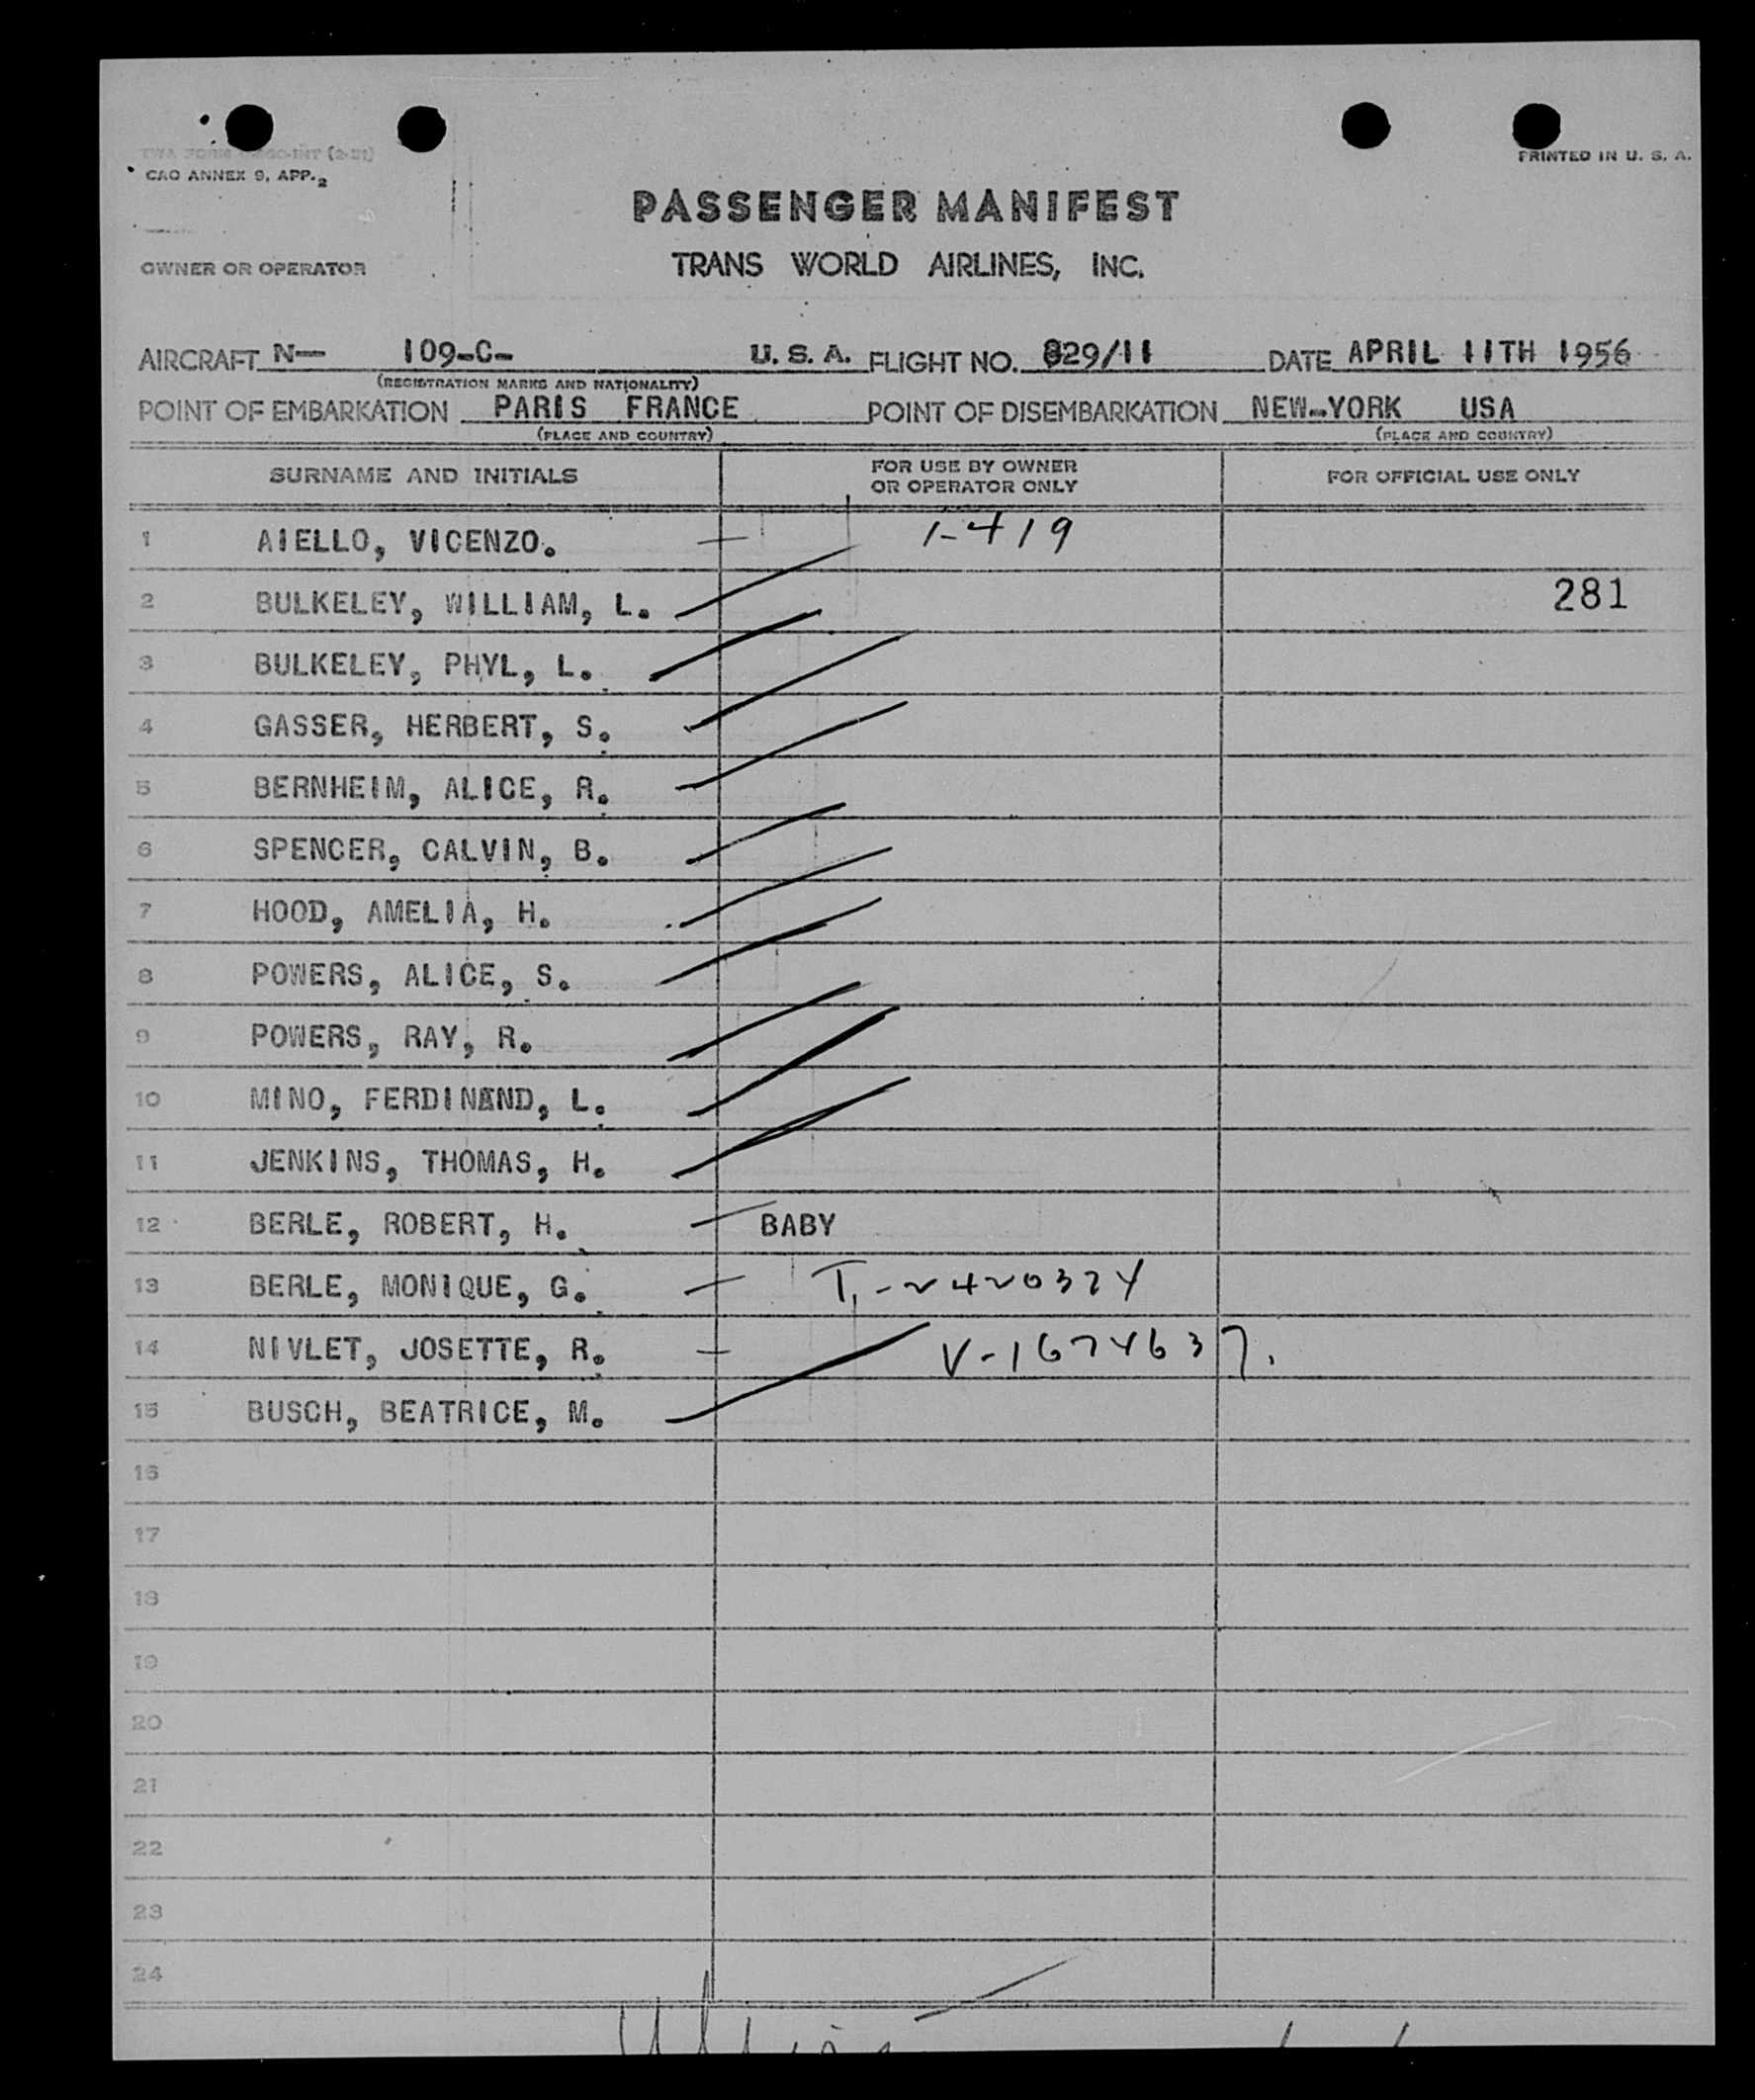 CAO ANNEX 9, APP. 2
PRINTED IN U. S. A.
PASSENGER MANIFEST
OWNER OR OPERATOR
TRANS WORLD AIRLINES, INC.
AIRCRAFT N— 109-C- U. S. A. FLIGHT NO. 829/11 DATE APRIL 11TH 1956
(REGISTRATION MARKS AND NATIONALITY)
POINT OF EMBARKATION PARIS FRANCE POINT OF DISEMBARKATION NEW-YORK USA
(PLACE AND COUNTRY) (PLACE AND COUNTRY)
SURNAME AND INITIALS FOR USE BY OWNER OR OPERATOR ONLY FOR OFFICIAL USE ONLY
1 AIELLO, VICENZO. 1-419
2 BULKELEY, WILLIAM, L. 281
3 BULKELEY, PHYL, L.
4 GASSER, HERBERT, S.
5 BERNHEIM, ALICE, R.
6 SPENCER, CALVIN, B.
7 HOOD, AMELIA, H.
8 POWERS, ALICE, S.
9 POWERS, RAY, R.
10 MINO, FERDINAND, L.
11 JENKINS, THOMAS, H.
12 BERLE, ROBERT, H. BABY
13 BERLE, MONIQUE, G.
14 NIVLET, JOSETTE, R.
15 BUSCH, BEATRICE, M.
16
17
18
19
20
21
22
23
24